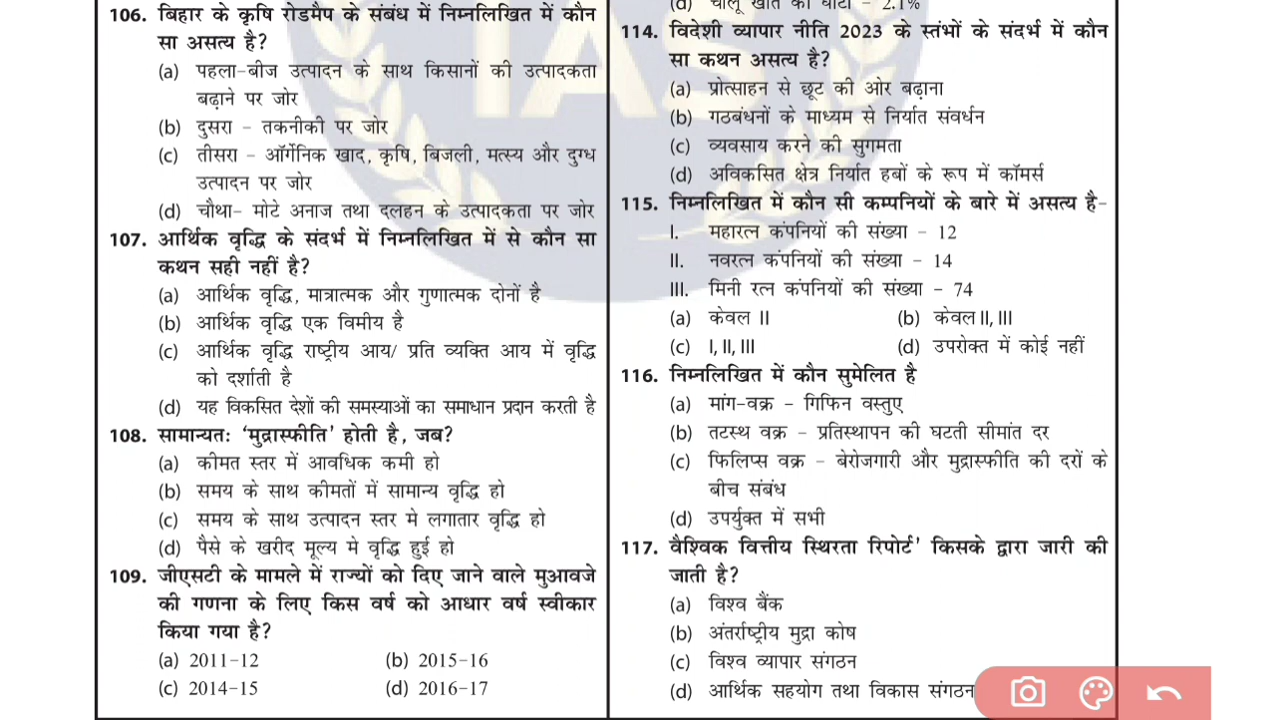 106. बिहार के कृषि रोडमैप के संबंध में निम्नलिखित में कौन
सा असत्य है?
(a) पहला-बीज उत्पादन के साथ किसानों की उत्पादकता
बढ़ाने पर जोर
(b) दुसरा - तकनीकी पर जोर
(c) तीसरा - ऑर्गेनिक खाद, कृषि, बिजली, मत्स्य और दुग्ध
उत्पादन पर जोर
(d) चौथा- मोटे अनाज तथा दलहन के उत्पादकता पर जोर
107. आर्थिक वृद्धि के संदर्भ में निम्नलिखित में से कौन सा
कथन सही नहीं है?
(a) आर्थिक वृद्धि, मात्रात्मक और गुणात्मक दोनों है
(b) आर्थिक वृद्धि एक विमीय है
(c) आर्थिक वृद्धि राष्ट्रीय आय/ प्रति व्यक्ति आय में वृद्धि
को दर्शाती है
(d) यह विकसित देशों की समस्याओं का समाधान प्रदान करती है
108. सामान्यतः 'मुद्रास्फीति' होती है, जब?
(a) कीमत स्तर में आवधिक कमी हो
(b) समय के साथ कीमतों में सामान्य वृद्धि हो
(c) समय के साथ उत्पादन स्तर मे लगातार वृद्धि हो
(d) पैसे के खरीद मूल्य मे वृद्धि हुई हो
109. जीएसटी के मामले में राज्यों को दिए जाने वाले मुआवजे
की गणना के लिए किस वर्ष को आधार वर्ष स्वीकार
किया गया है?
(a) 2011-12 (b) 2015-16
(c) 2014-15 (d) 2016-17
(d) चालू खाते का घाटा - 2.1%
114. विदेशी व्यापार नीति 2023 के स्तंभों के संदर्भ में कौन
सा कथन असत्य है?
(a) प्रोत्साहन से छूट की ओर बढ़ाना
(b) गठबंधनों के माध्यम से निर्यात संवर्धन
(c) व्यवसाय करने की सुगमता
(d) अविकसित क्षेत्र निर्यात हबों के रूप में कॉमर्स
115. निम्नलिखित में कौन सी कम्पनियों के बारे में असत्य है-
I. महारत्न कंपनियों की संख्या - 12
II. नवरत्न कंपनियों की संख्या - 14
III. मिनी रत्न कंपनियों की संख्या - 74
(a) केवल II (b) केवल II, III
(c) I, II, III (d) उपरोक्त में कोई नहीं
116. निम्नलिखित में कौन सुमेलित है
(a) मांग-वक्र - गिफिन वस्तुए
(b) तटस्थ वक्र - प्रतिस्थापन की घटती सीमांत दर
(c) फिलिप्स वक्र - बेरोजगारी और मुद्रास्फीति की दरों के
बीच संबंध
(d) उपर्युक्त में सभी
117. वैश्विक वित्तीय स्थिरता रिपोर्ट' किसके द्वारा जारी की
जाती है?
(a) विश्व बैंक
(b) अंतर्राष्ट्रीय मुद्रा कोष
(c) विश्व व्यापार संगठन
(d) आर्थिक सहयोग तथा विकास संगठन
IAS